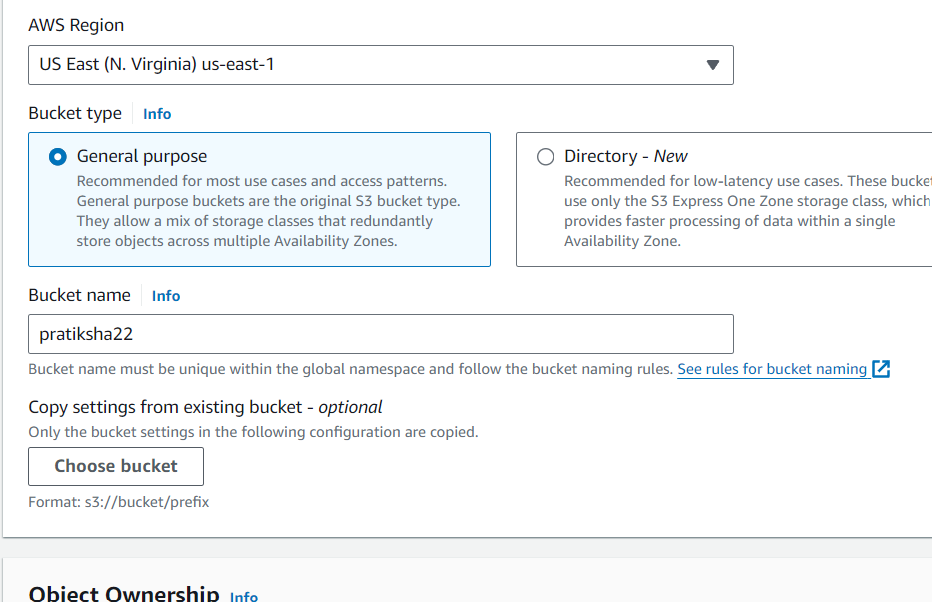 AWS Region
US East (N. Virginia) us-east-1
Bucket type Info
General purpose
Recommended for most use cases and access patterns.
General purpose buckets are the original S3 bucket type.
They allow a mix of storage classes that redundantly
store objects across multiple Availability Zones.
Directory - New
Recommended for low-latency use cases. These bucket
use only the S3 Express One Zone storage class, which
provides faster processing of data within a single
Availability Zone.
Bucket name Info
pratiksha22
Bucket name must be unique within the global namespace and follow the bucket naming rules. See rules for bucket naming
Copy settings from existing bucket - optional
Only the bucket settings in the following configuration are copied.
Choose bucket
Format: s3://bucket/prefix
Object Ownership Info